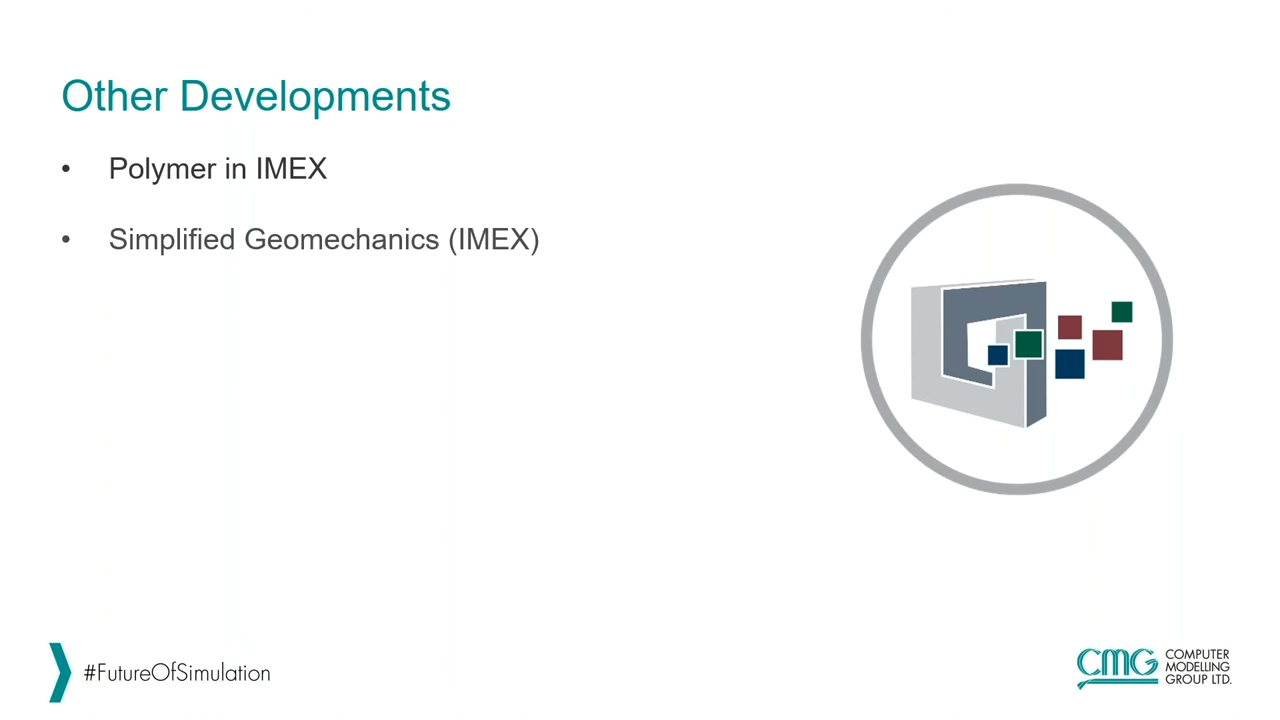 Other Developments
• Polymer in IMEX
• Simplified Geomechanics (IMEX)
#FutureOfSimulation
CMG
COMPUTER
MODELLING
GROUP LTD.